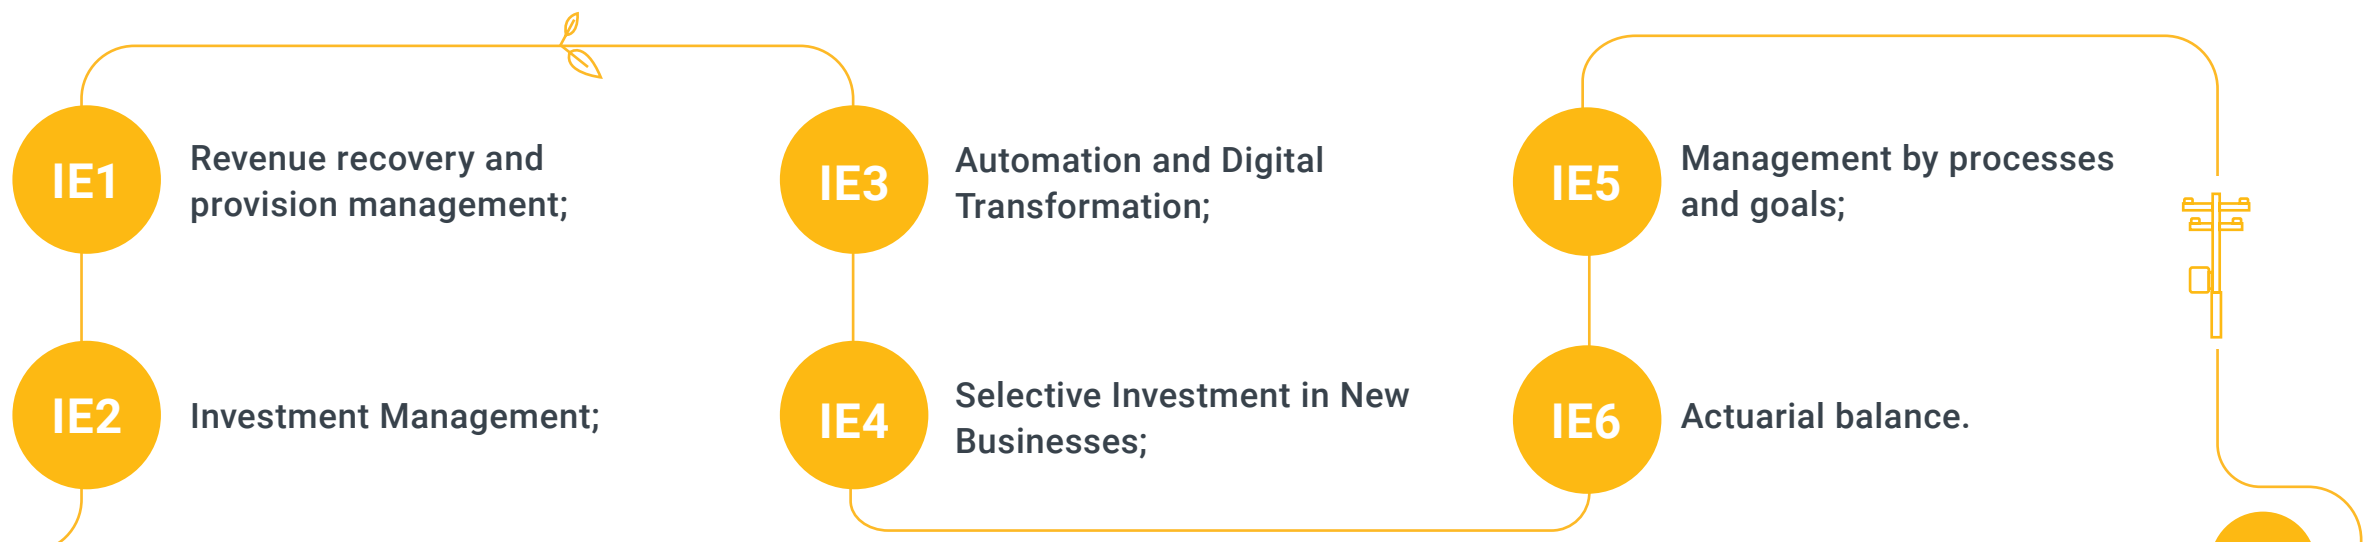 IE1
Revenue recovery and
provision management;
IE2
Investment Management;
IE3
Automation and Digital
Transformation;
IE4
Selective Investment in New
Businesses;
IE5
Management by processes
and goals;
IE6
Actuarial balance.